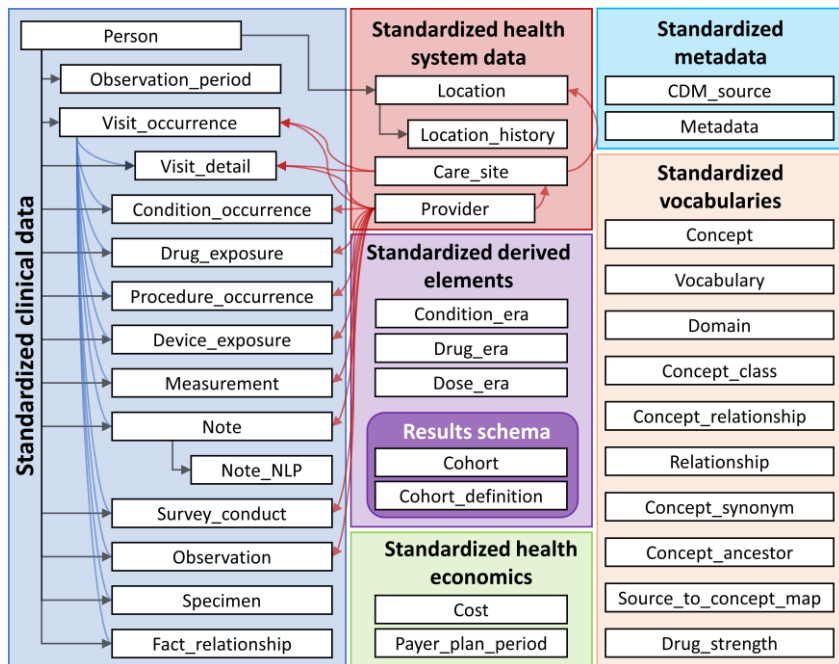 Standardized clinical data
Person
Observation_period
Visit_occurrence
Visit_detail
Condition_occurrence
Drug_exposure
Procedure_occurrence
Device_exposure
Measurement
Note
Note_NLP
Survey_conduct
Observation
Specimen
Fact_relationship
Standardized health
system data
Location
Location_history
Care_site
Provider
Standardized derived
elements
Condition_era
Drug_era
Dose_era
Results schema
Cohort
Cohort_definition
Standardized health
economics
Cost
Payer_plan_period
Standardized
metadata
CDM_source
Metadata
Standardized
vocabularies
Concept
Vocabulary
Domain
Concept_class
Concept_relationship
Relationship
Concept_synonym
Concept_ancestor
Source_to_concept_map
Drug_strength